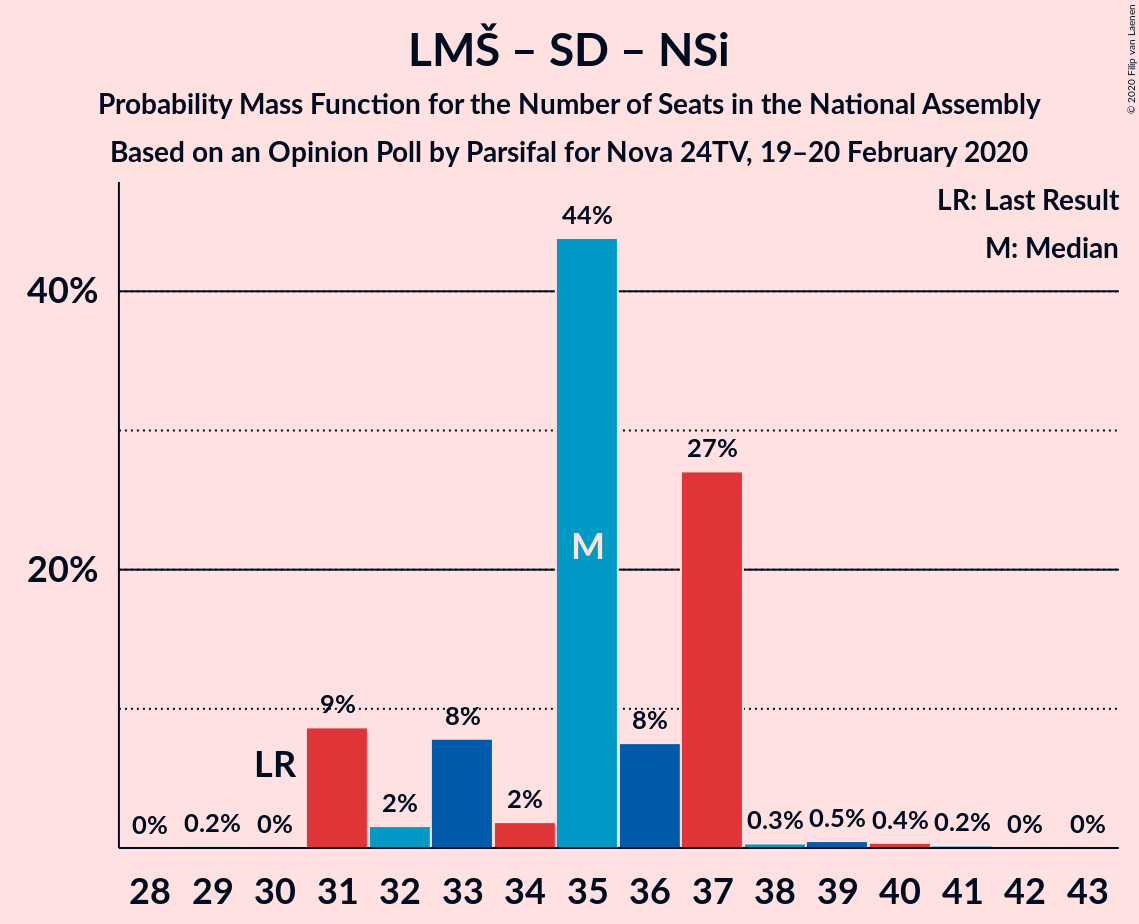 LMŠ – SD – NSi
Probability Mass Function for the Number of Seats in the National Assembly
Based on an Opinion Poll by Parsifal for Nova 24TV, 19–20 February 2020
© 2020 Filip van Laenen
LR: Last Result
M: Median
40%
20%
0%
0.2%
0%
LR
9%
2%
8%
2%
44%
M
8%
27%
0.3%
0.5%
0.4%
0.2%
0%
0%
28 29 30 31 32 33 34 35 36 37 38 39 40 41 42 43